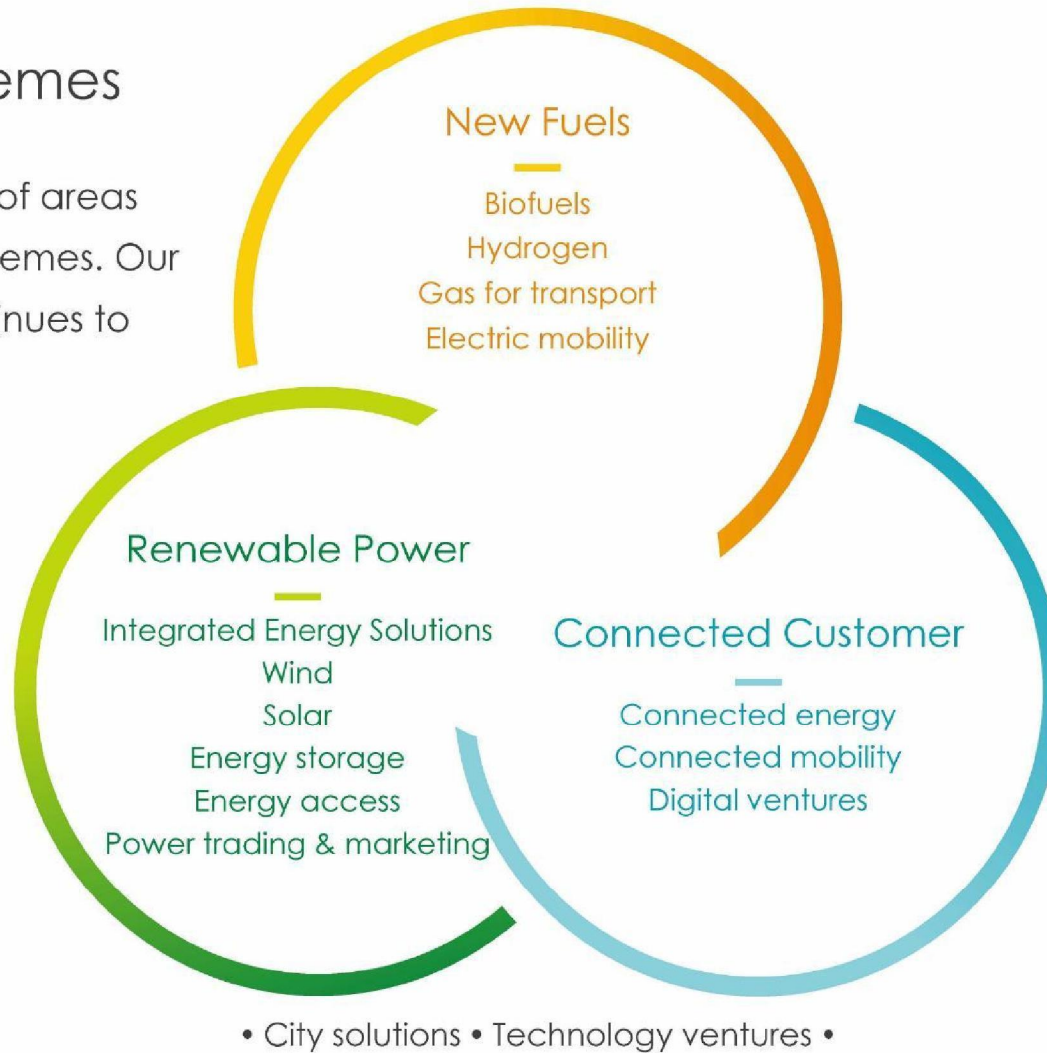 emes
of areas
emes. Our
nues to
New Fuels
Biofuels
Hydrogen
Gas for transport
Electric mobility
Renewable Power
Integrated Energy Solutions
Wind
Solar
Energy storage
Energy access
Power trading & marketing
Connected Customer
Connected energy
Connected mobility
Digital ventures
• City solutions • Technology ventures •